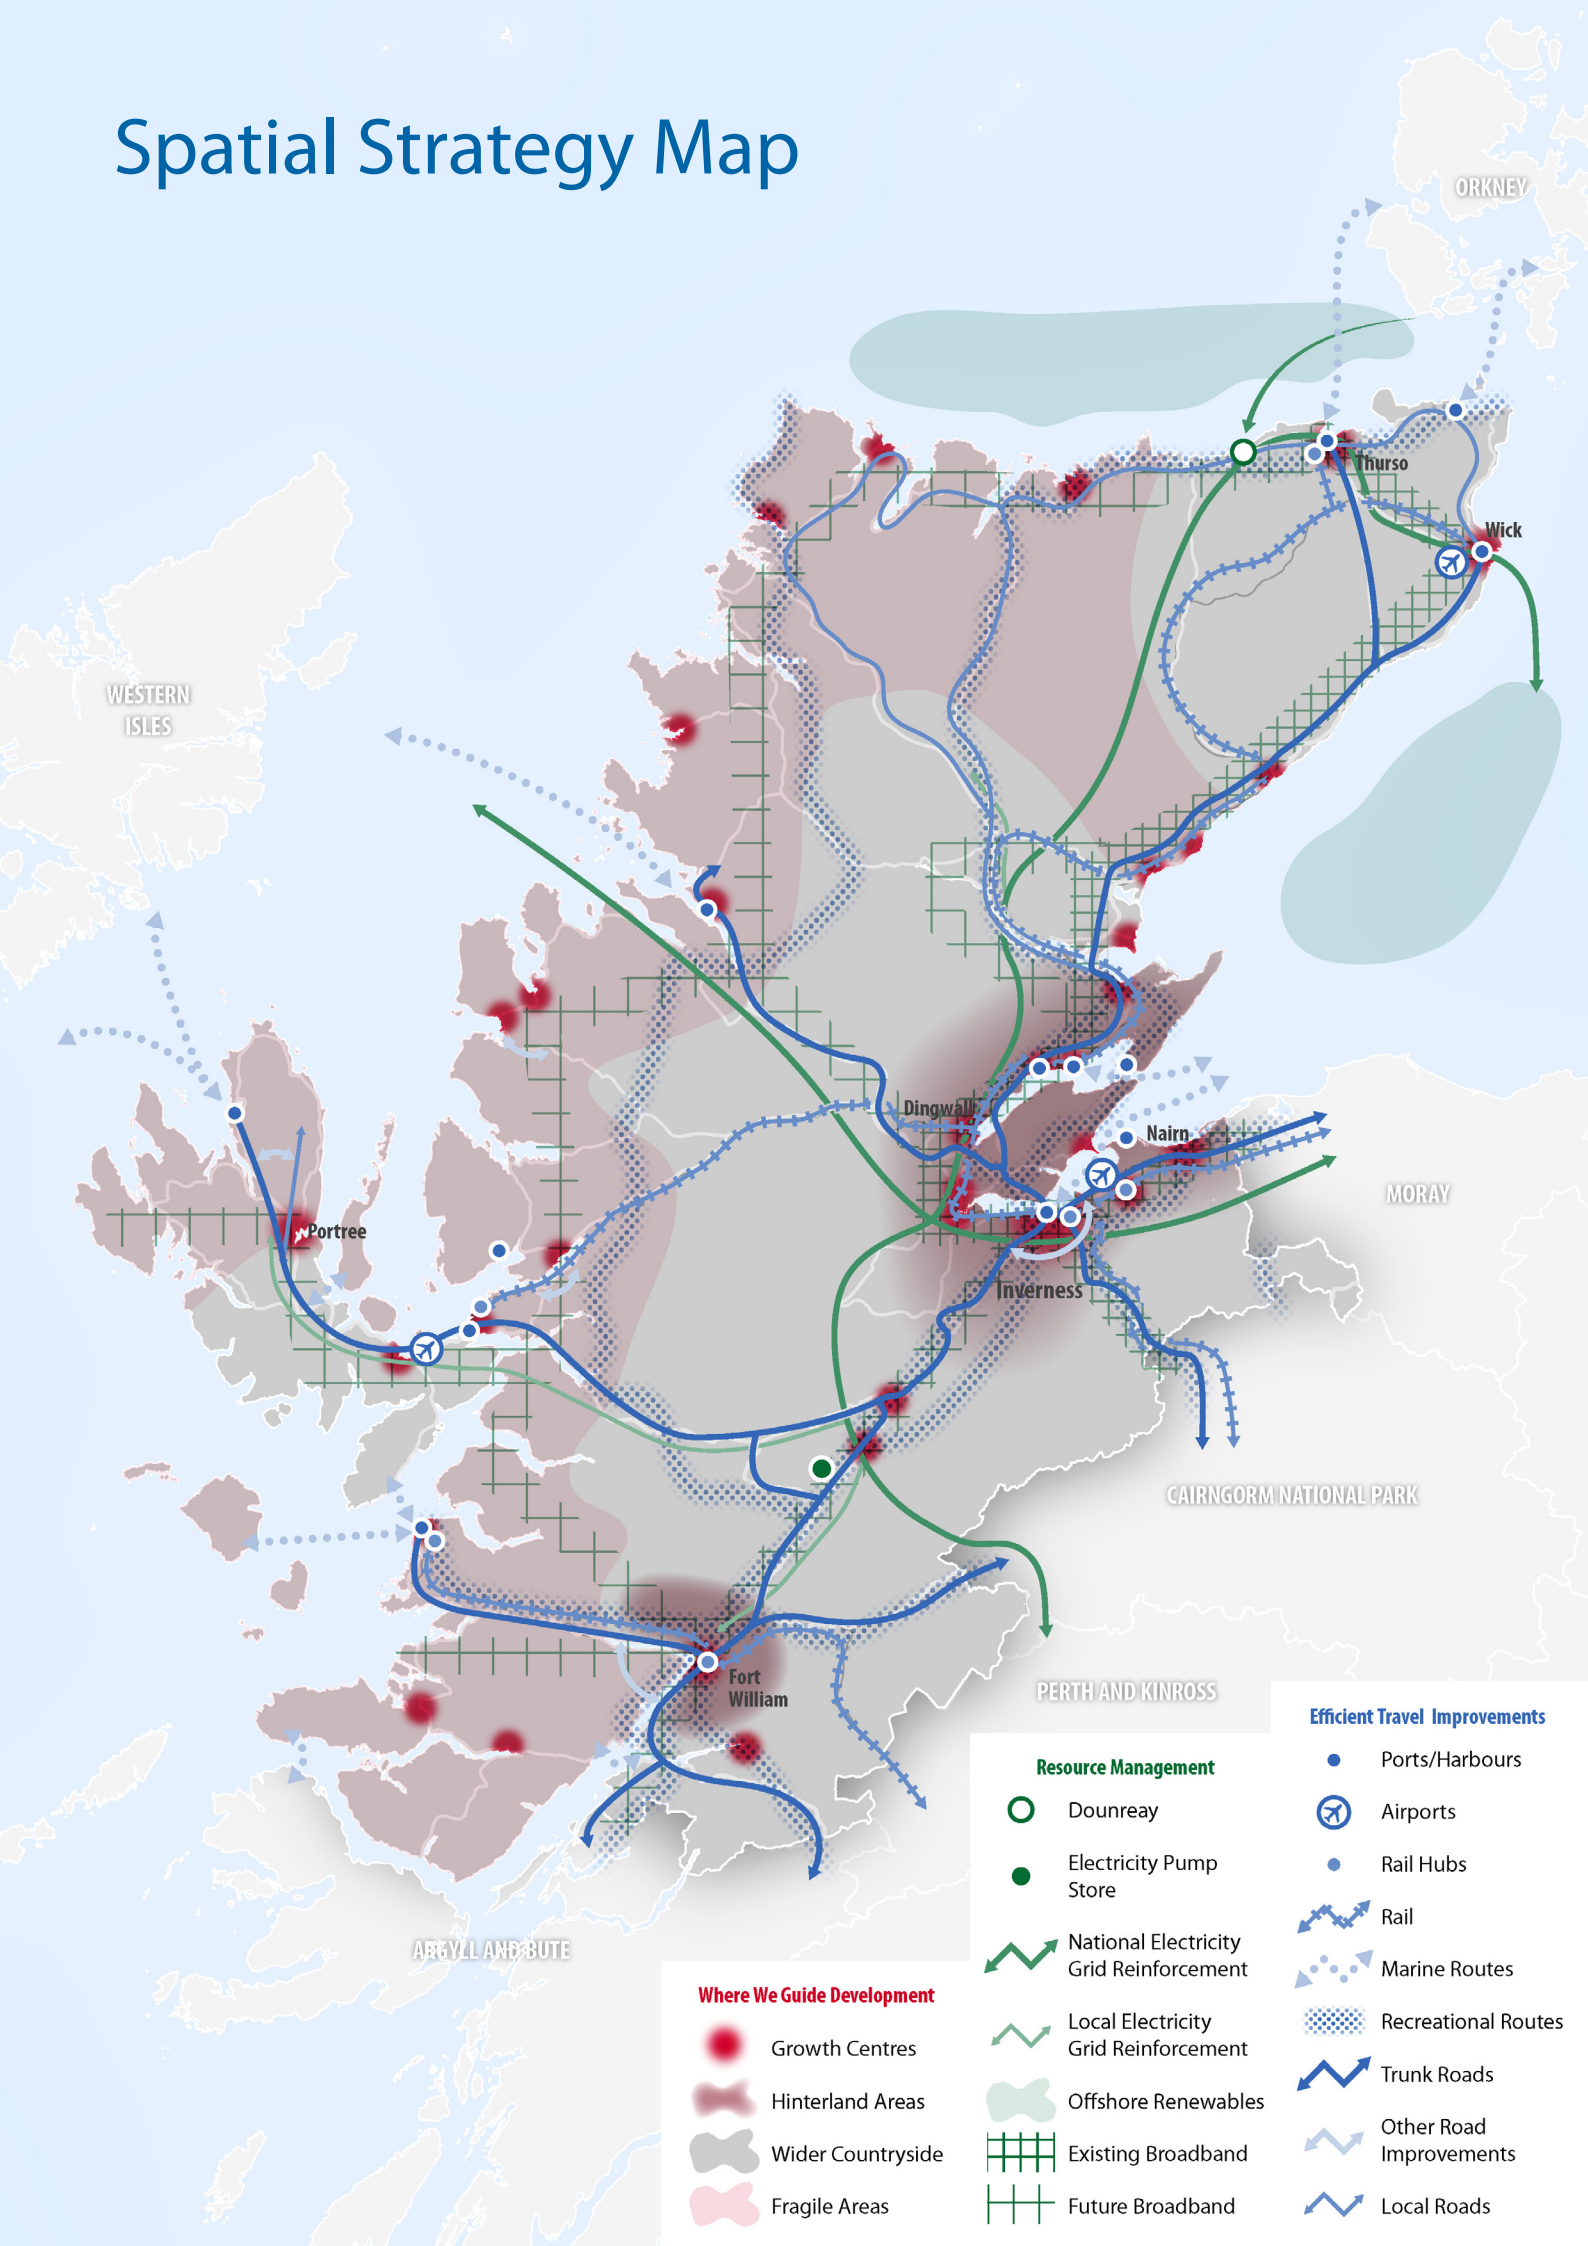 Spatial Strategy Map
ORKNEY
Thurso
Wick
WESTERN
ISLES
Dingwall
Nairn
MORAY
Portree
Inverness
CAIRNGORM NATIONAL PARK
Fort
William
PERTH AND KINROSS
ARGYLL AND BUTE
Where We Guide Development
Growth Centres
Hinterland Areas
Wider Countryside
Fragile Areas
Resource Management
Dounreay
Electricity Pump
Store
National Electricity
Grid Reinforcement
Local Electricity
Grid Reinforcement
Offshore Renewables
Existing Broadband
Future Broadband
Efficient Travel Improvements
Ports/Harbours
Airports
Rail Hubs
Rail
Marine Routes
Recreational Routes
Trunk Roads
Other Road
Improvements
Local Roads